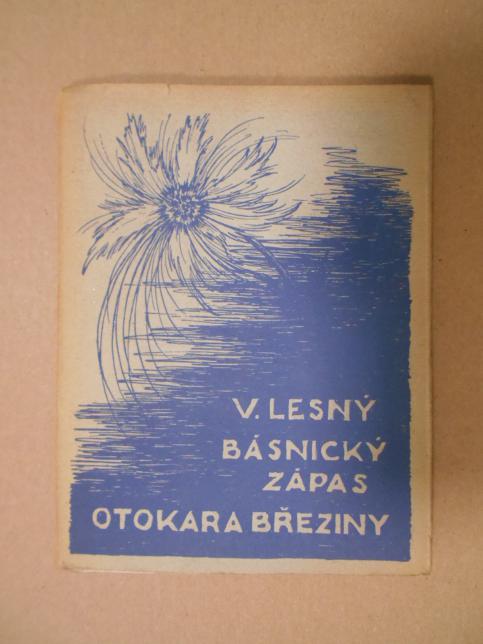 V. LESNÝ
BÁSNICKÝ
ZÁPAS
OTOKARA BŘEZINY